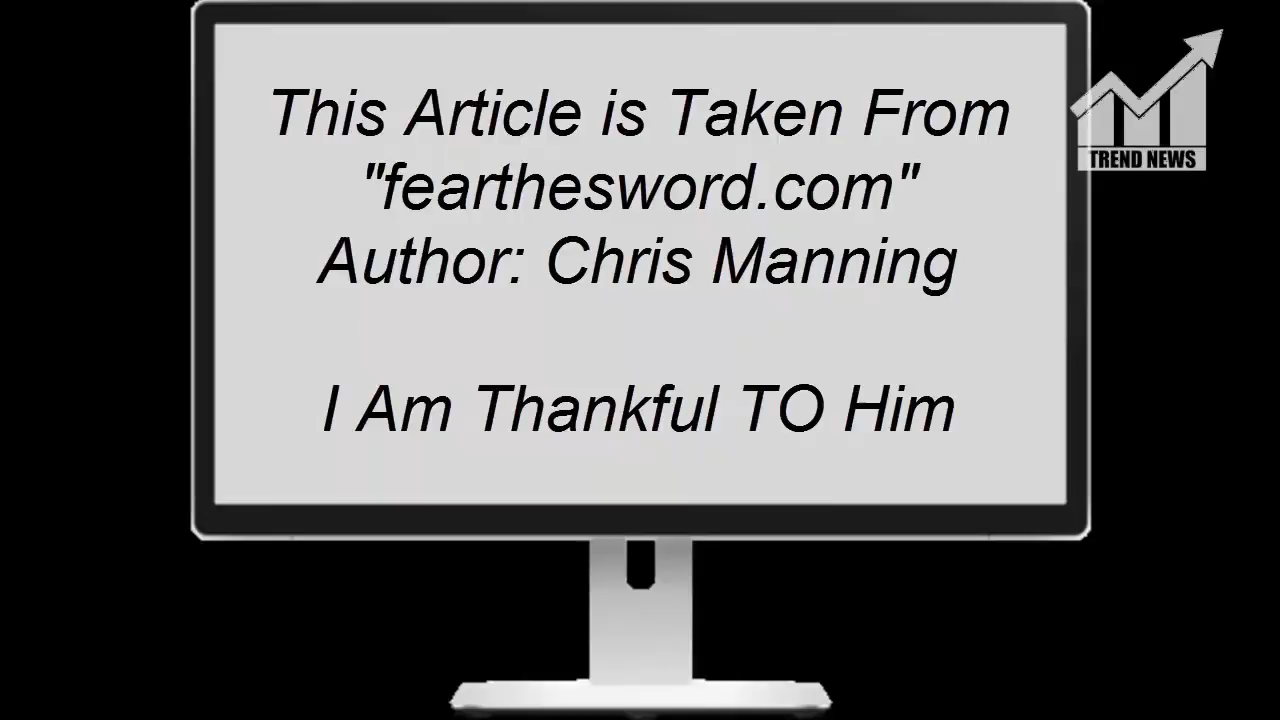 This Article is Taken From
"fearthesword.com"
Author: Chris Manning
I Am Thankful TO Him
TREND NEWS